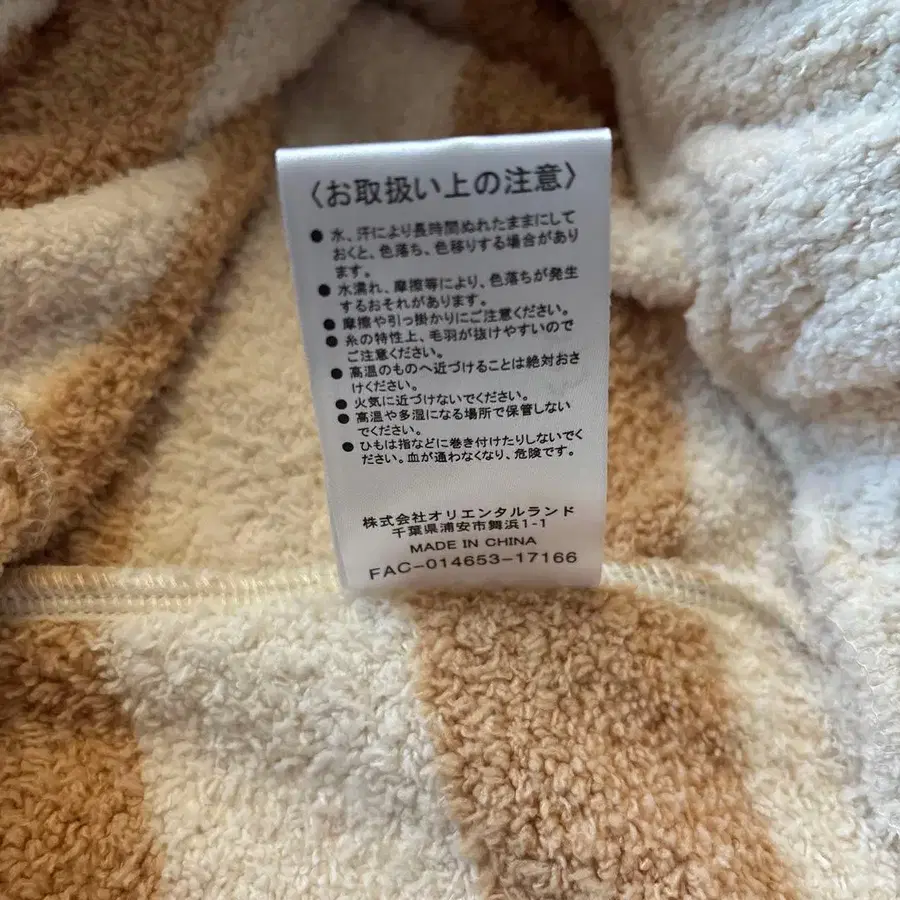 〈お取扱い上の注意〉
● 水、汗により長時間ぬれたままにして
おくと、色落ち、色移りする場合があり
ます。
● 水濡れ、摩擦等により、色落ちが発生
するおそれがあります。
● 摩擦や引っ掛かりにご注意ください。
● 糸の特性上、毛羽が抜けやすいので
ご注意ください。
● 高温のものへ近づけることは絶対おさ
けください。
● 火気に近づけないでください。
● 高温や多湿になる場所で保管しない
でください。
● ひもは指などに巻き付けたりしないでく
ださい。血が通わなくなり、危険です。
株式会社オリエンタルランド
千葉県浦安市舞浜1-1
MADE IN CHINA
FAC-014653-17166